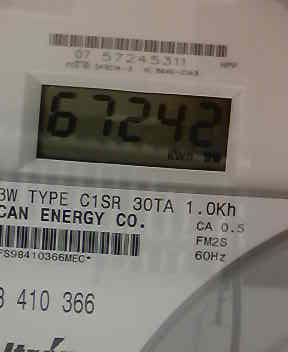 07 57245311
67242
3W TYPE C1SR 30TA 1.0Kh
CAN ENERGY CO.
CA 0.5
FM2S
60Hz
FS98410366MEC*
3 410 366